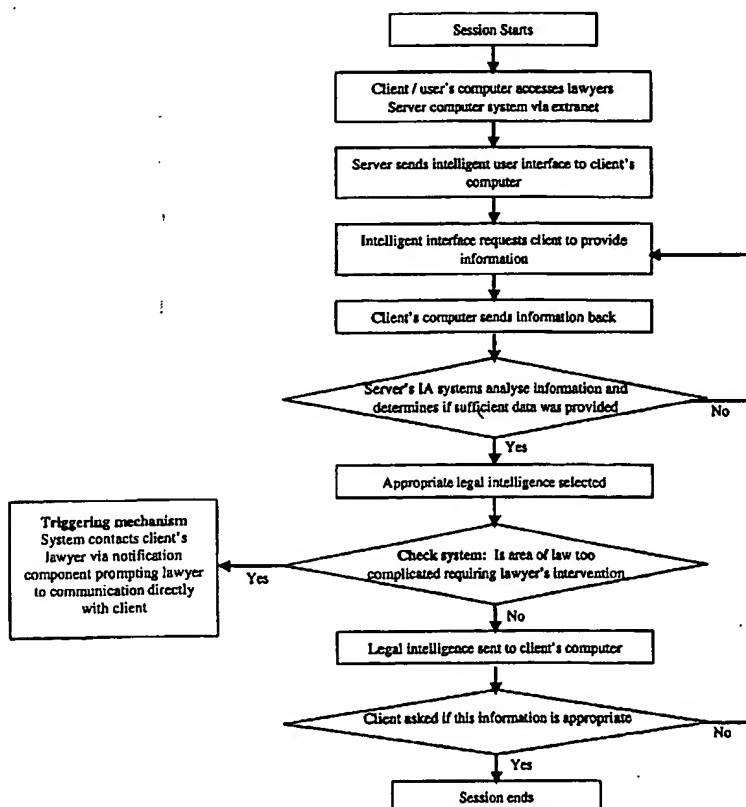 Session Starts
Client / user's computer accesses lawyers
Server computer system via extranet
Server sends intelligent user interface to client's
computer
Intelligent interface requests client to provide
information
Client's computer sends information back
Server's IA systems analyse information and
determines if sufficient data was provided
No
Yes
Appropriate legal intelligence selected
Triggering mechanism
System contacts client's
lawyer via notification
component prompting lawyer
to communication directly
with client
Yes
Check system: Is area of law too
complicated requiring lawyer's intervention
No
Legal intelligence sent to client's computer
Client asked if this information is appropriate
No
Yes
Session ends